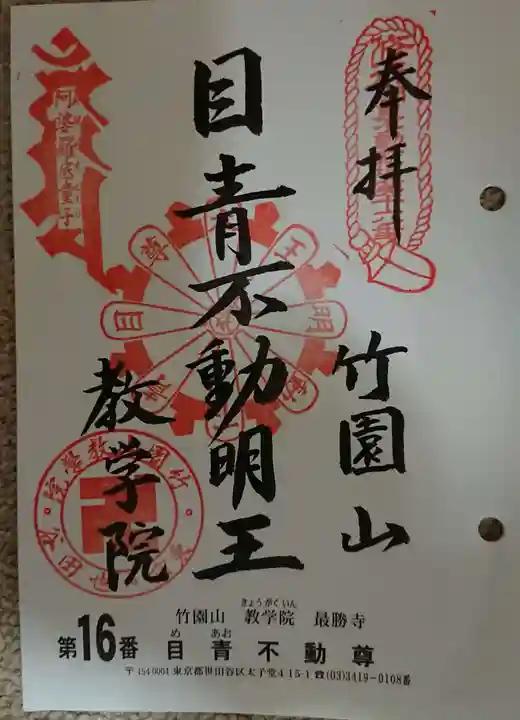 奉拝
竹園山
目青不動明王
教学院
阿婆羅底童子
竹園山 教学院 最勝寺
きょうがくいん
第16番 目青不動尊
め あお
〒154-0004 東京都世田谷区太子堂4-15-1 ☎(03)3419-0108番